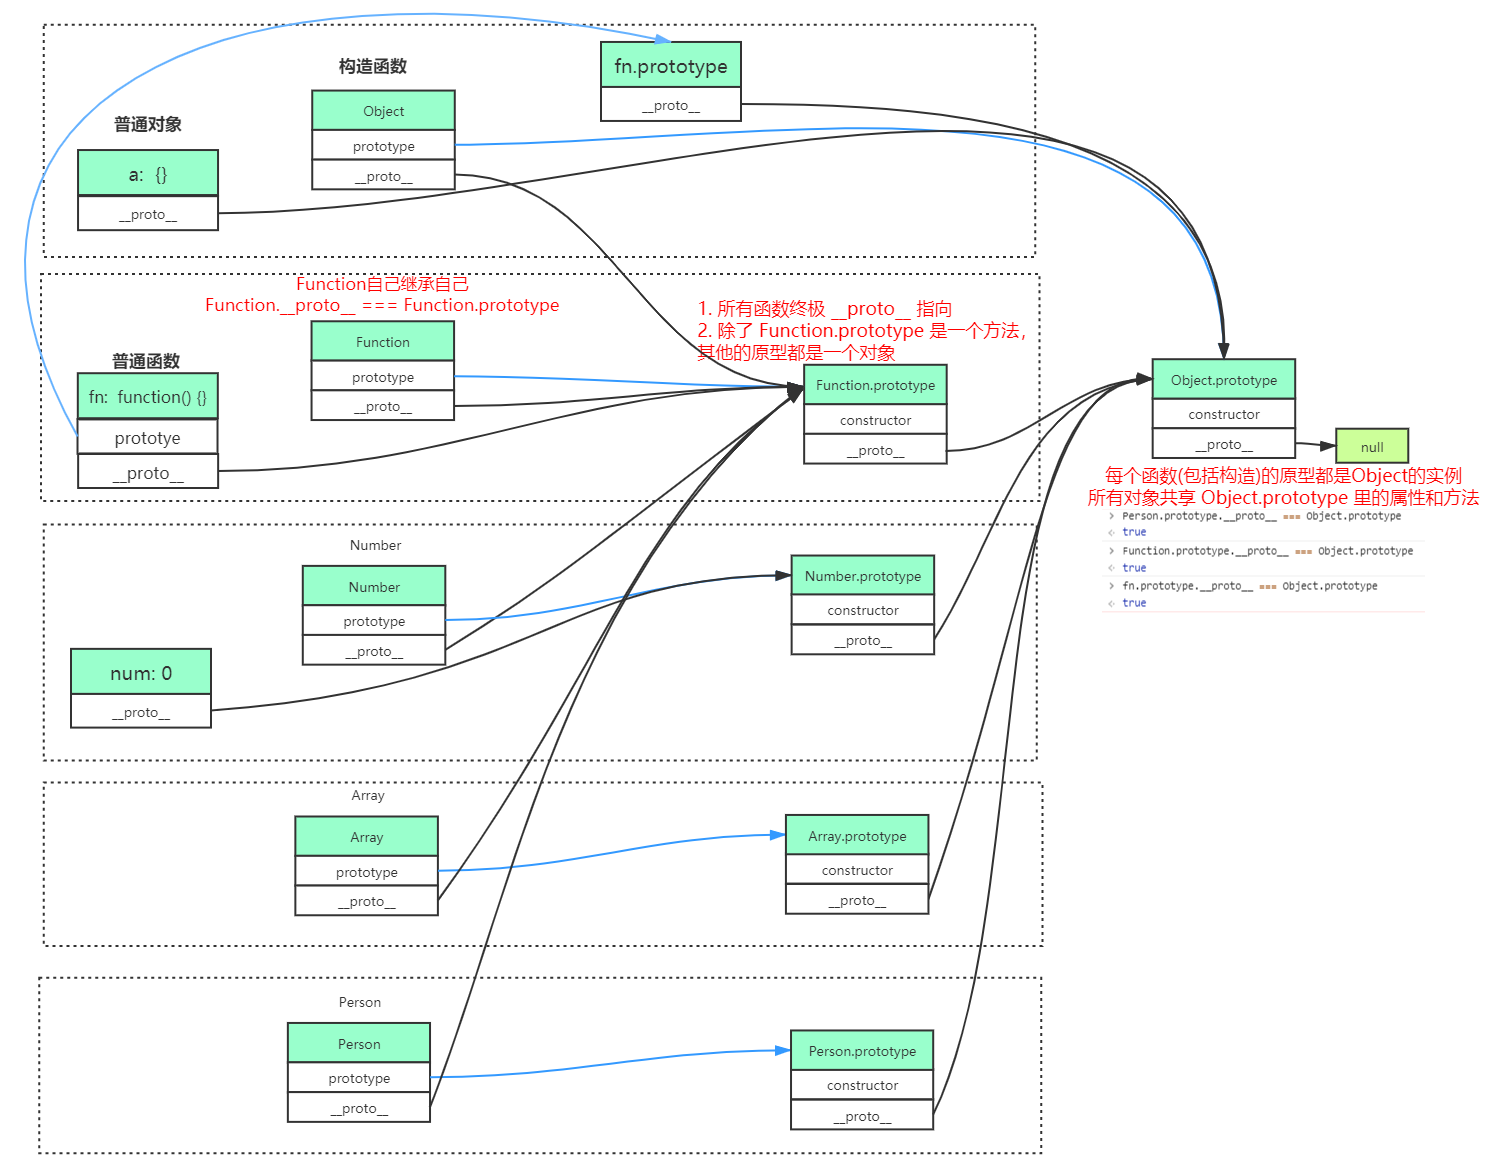 构造函数
Object
prototype
__proto__
fn.prototype
__proto__
普通对象
a:  {}
__proto__
Function自己继承自己
Function.__proto__ === Function.prototype
Function
prototype
__proto__
普通函数
fn:  function() {}
prototye
__proto__
1. 所有函数终极 __proto__ 指向
2. 除了 Function.prototype 是一个方法，
其他的原型都是一个对象
Function.prototype
constructor
__proto__
Object.prototype
constructor
__proto__
null
每个函数(包括构造)的原型都是Object的实例
所有对象共享 Object.prototype 里的属性和方法
> Person.prototype.__proto__ === Object.prototype
<· true
> Function.prototype.__proto__ === Object.prototype
<· true
> fn.prototype.__proto__ === Object.prototype
<· true
Number
Number
prototype
__proto__
num: 0
__proto__
Number.prototype
constructor
__proto__
Array
Array
prototype
__proto__
Array.prototype
constructor
__proto__
Person
Person
prototype
__proto__
Person.prototype
constructor
__proto__